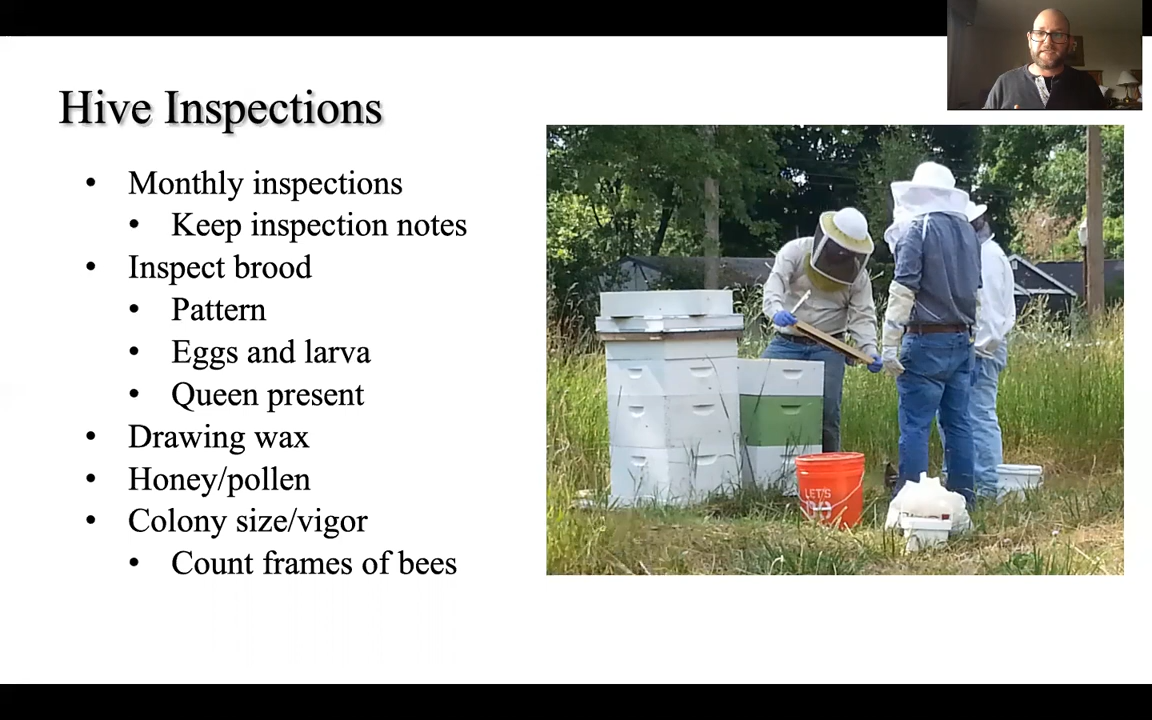 Hive Inspections
• Monthly inspections
• Keep inspection notes
• Inspect brood
• Pattern
• Eggs and larva
• Queen present
• Drawing wax
• Honey/pollen
• Colony size/vigor
• Count frames of bees
LET'S